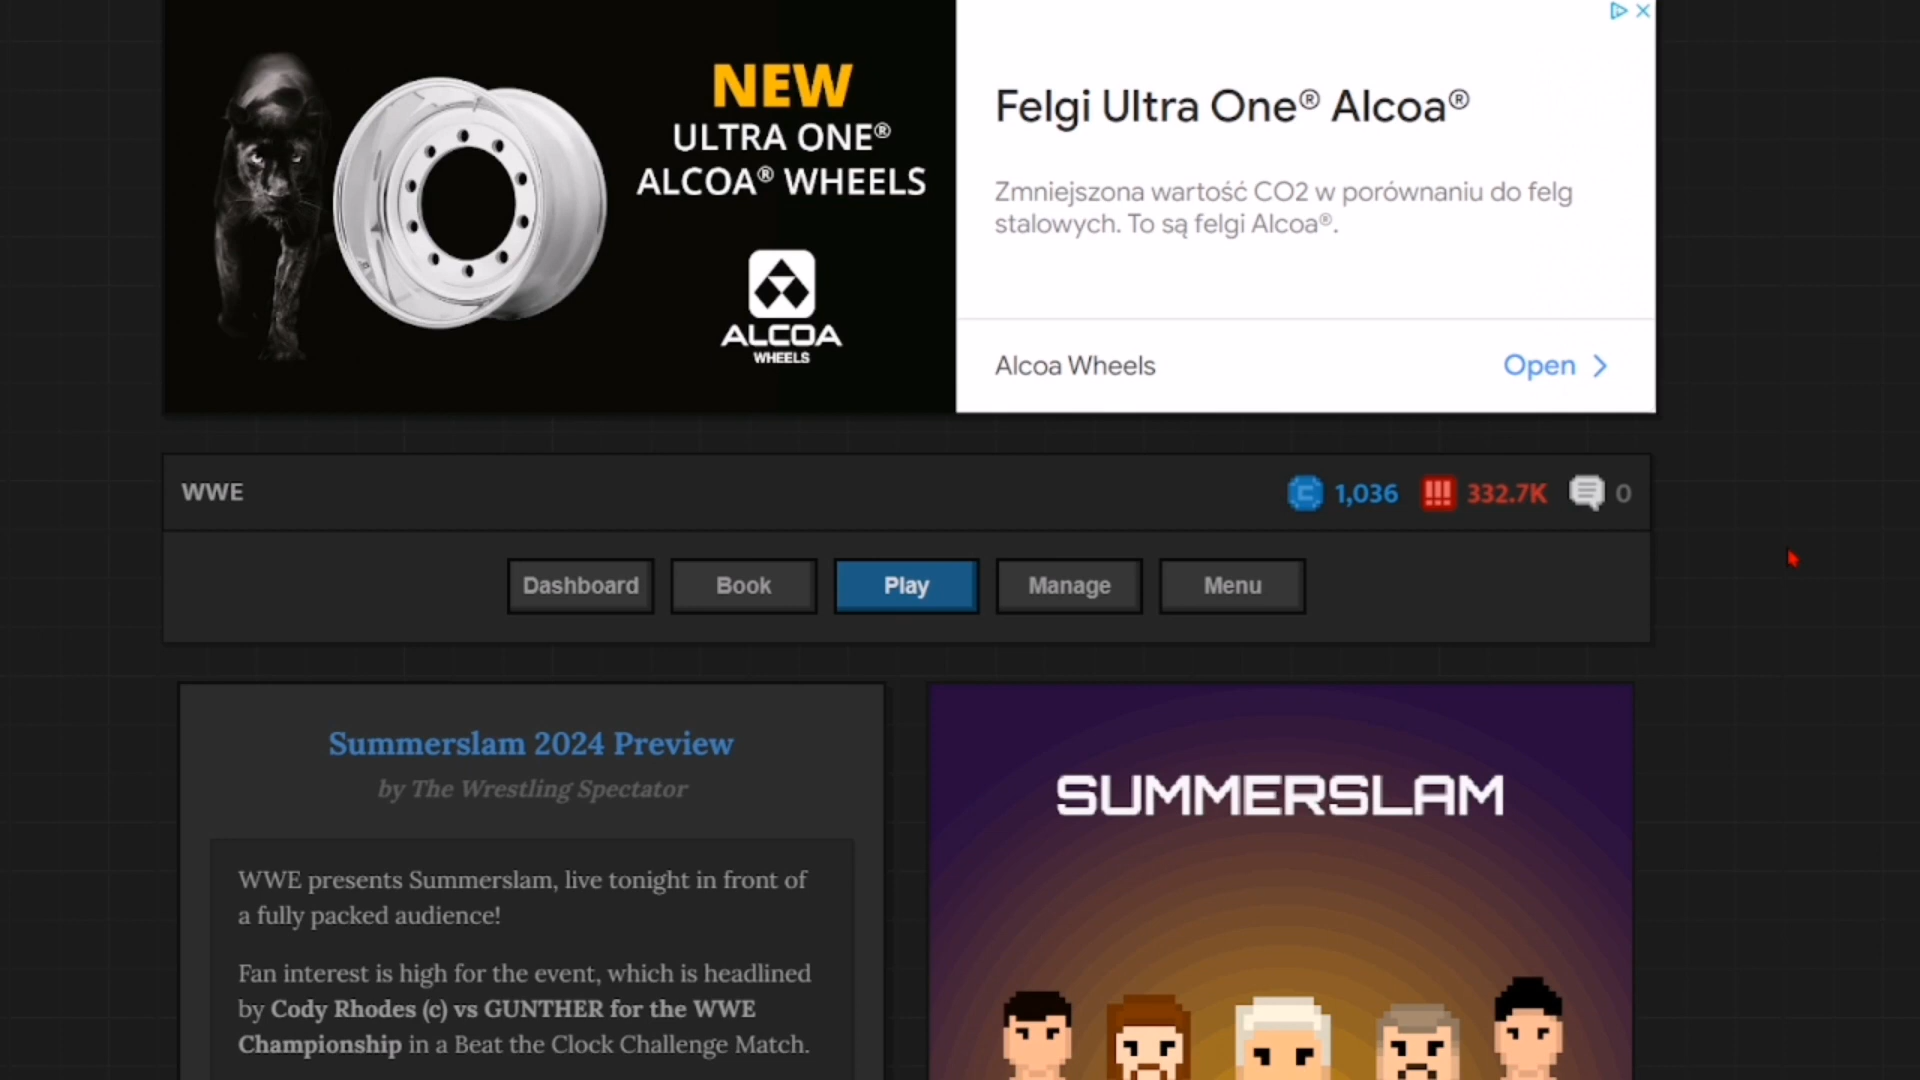 NEW
ULTRA ONE®
ALCOA® WHEELS
ALCOA
WHEELS
Felgi Ultra One® Alcoa®
Zmniejszona wartość CO2 w porównaniu do felg
stalowych. To są felgi Alcoa®.
Alcoa Wheels
Open
WWE
1,036
332.7K
0
Dashboard
Book
Play
Manage
Menu
Summerslam 2024 Preview
by The Wrestling Spectator
WWE presents Summerslam, live tonight in front of
a fully packed audience!
Fan interest is high for the event, which is headlined
by Cody Rhodes (c) vs GUNTHER for the WWE
Championship in a Beat the Clock Challenge Match.
SUMMERSLAM